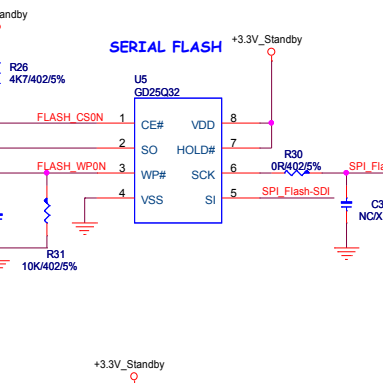 andby
SERIAL FLASH
+3.3V_Standby
R26
4K7/402/5%
U5
GD25Q32
FLASH_CS0N
1
CE#
VDD
8
2
SO
HOLD#
7
FLASH_WP0N
3
WP#
SCK
6
R30
0R/402/5%
SPI_Fla
4
VSS
SI
5
SPI_Flash-SDI
C3
NC/X
R31
10K/402/5%
+3.3V_Standby